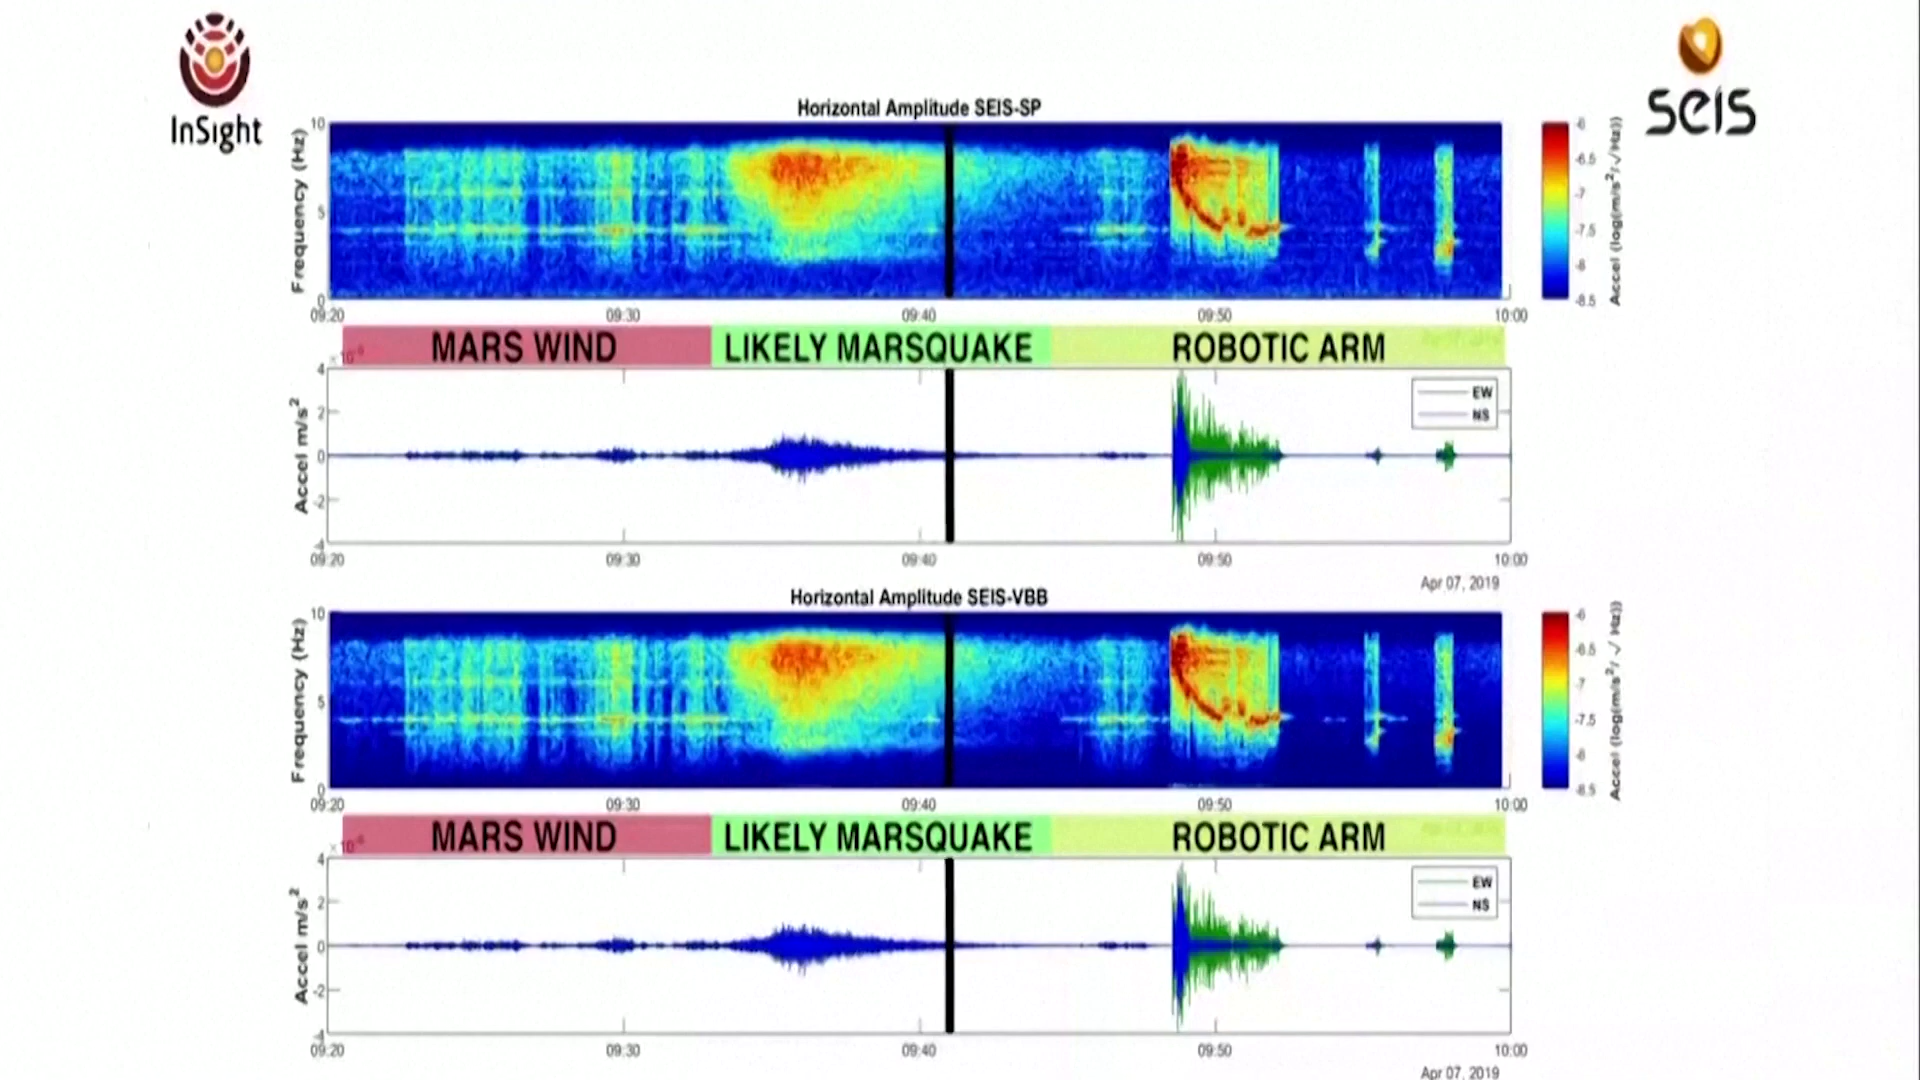 InSight
SEIS
Horizontal Amplitude SEIS-SP
Frequency (Hz)
10
5
0
09:20 09:30 09:40 09:50 10:00
-6
-6.5
-7
-7.5
-8
-8.5
Accel (log(m/s²/√Hz))
MARS WIND LIKELY MARSQUAKE ROBOTIC ARM
Accel m/s²
4
2
0
-2
-4
EW
NS
09:20 09:30 09:40 09:50 10:00
Apr 07, 2019
Horizontal Amplitude SEIS-VBB
Frequency (Hz)
10
5
0
09:20 09:30 09:40 09:50 10:00
-6
-6.5
-7
-7.5
-8
-8.5
Accel (log(m/s²/√Hz))
MARS WIND LIKELY MARSQUAKE ROBOTIC ARM
Accel m/s²
4
2
0
-2
-4
EW
NS
09:20 09:30 09:40 09:50 10:00
Apr 07, 2019